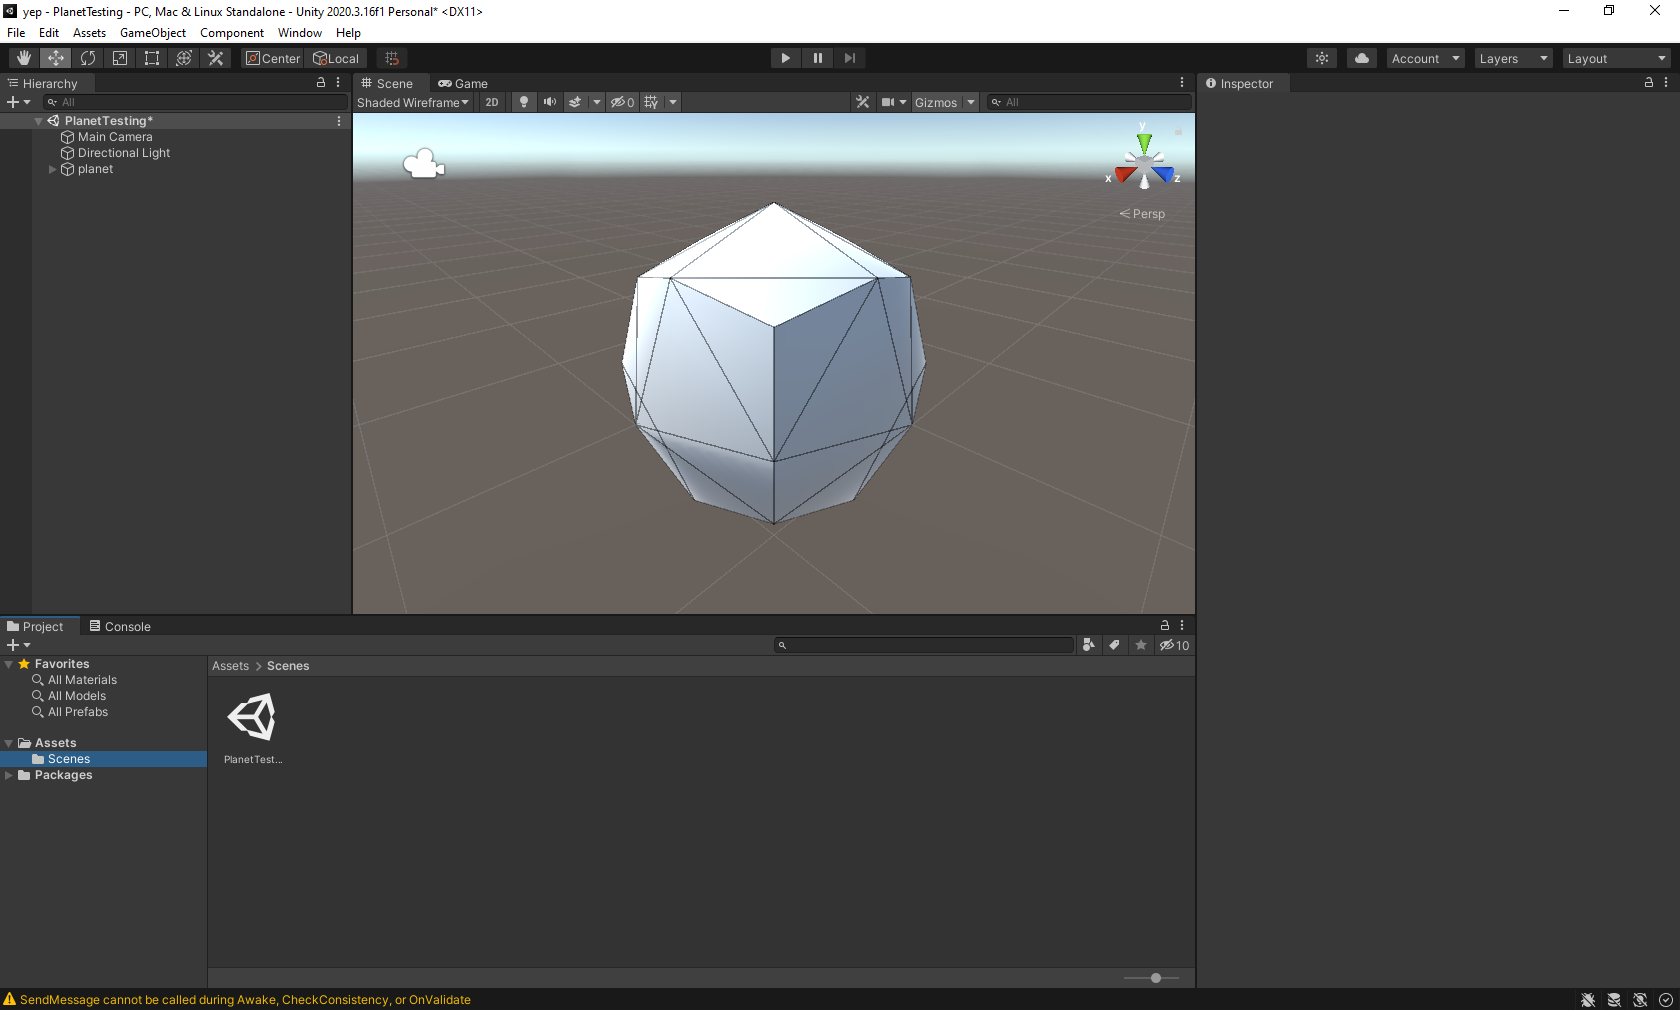 yep - PlanetTesting - PC, Mac & Linux Standalone - Unity 2020.3.16f1 Personal* <DX11>
File Edit Assets GameObject Component Window Help
Center Local Account Layers Layout
Hierarchy
All
PlanetTesting*
Main Camera
Directional Light
planet
Scene Game
Shaded Wireframe 2D 0 Gizmos All
y
x z
Persp
Inspector
Project Console
10
Favorites
All Materials
All Models
All Prefabs
Assets
Scenes
Packages
Assets > Scenes
PlanetTest...
SendMessage cannot be called during Awake, CheckConsistency, or OnValidate